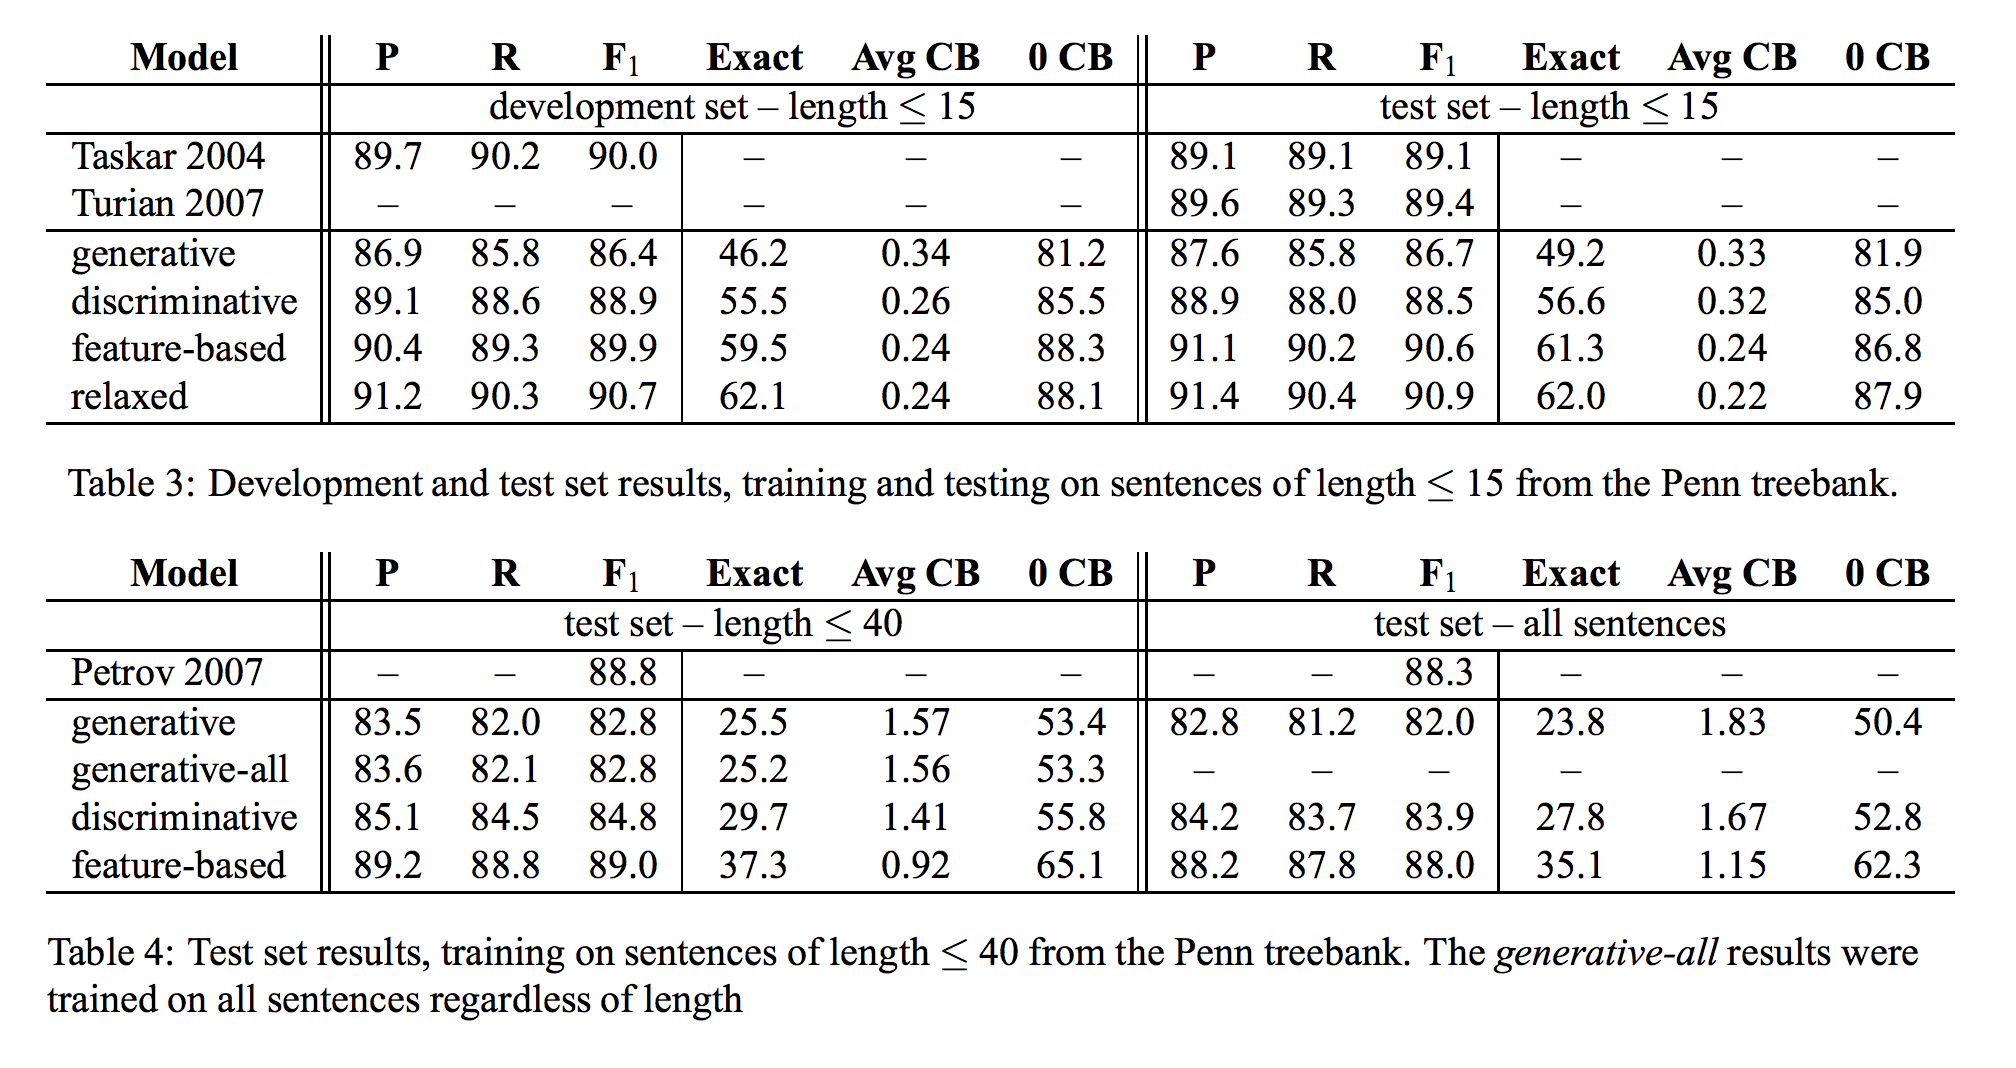 Model P R F1 Exact Avg CB 0 CB P R F1 Exact Avg CB 0 CB
development set – length ≤ 15 test set – length ≤ 15
Taskar 2004 89.7 90.2 90.0 – – – 89.1 89.1 89.1 – – –
Turian 2007 – – – – – – 89.6 89.3 89.4 – – –
generative 86.9 85.8 86.4 46.2 0.34 81.2 87.6 85.8 86.7 49.2 0.33 81.9
discriminative 89.1 88.6 88.9 55.5 0.26 85.5 88.9 88.0 88.5 56.6 0.32 85.0
feature-based 90.4 89.3 89.9 59.5 0.24 88.3 91.1 90.2 90.6 61.3 0.24 86.8
relaxed 91.2 90.3 90.7 62.1 0.24 88.1 91.4 90.4 90.9 62.0 0.22 87.9
Table 3: Development and test set results, training and testing on sentences of length ≤ 15 from the Penn treebank.
Model P R F1 Exact Avg CB 0 CB P R F1 Exact Avg CB 0 CB
test set – length ≤ 40 test set – all sentences
Petrov 2007 – – 88.8 – – – – – 88.3 – – –
generative 83.5 82.0 82.8 25.5 1.57 53.4 82.8 81.2 82.0 23.8 1.83 50.4
generative-all 83.6 82.1 82.8 25.2 1.56 53.3 – – – – – –
discriminative 85.1 84.5 84.8 29.7 1.41 55.8 84.2 83.7 83.9 27.8 1.67 52.8
feature-based 89.2 88.8 89.0 37.3 0.92 65.1 88.2 87.8 88.0 35.1 1.15 62.3
Table 4: Test set results, training on sentences of length ≤ 40 from the Penn treebank. The generative-all results were
trained on all sentences regardless of length